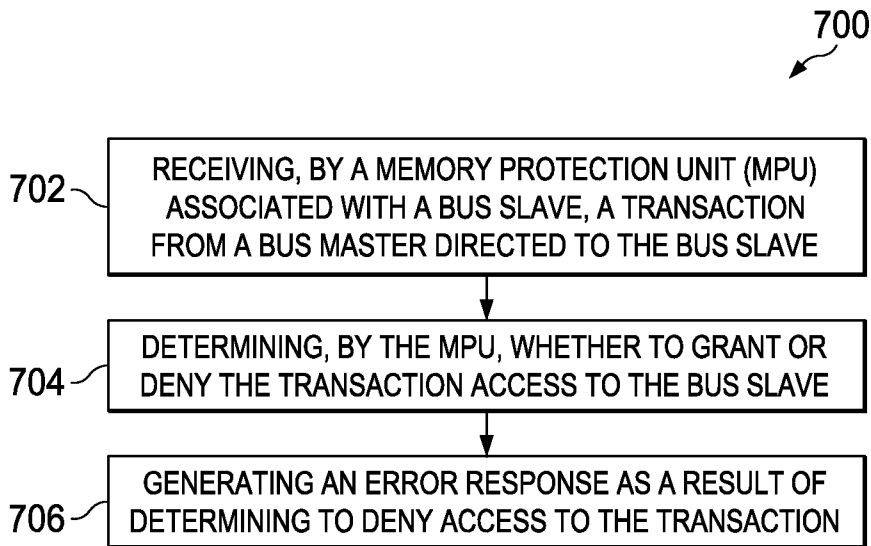 700
702
RECEIVING, BY A MEMORY PROTECTION UNIT (MPU)
ASSOCIATED WITH A BUS SLAVE, A TRANSACTION
FROM A BUS MASTER DIRECTED TO THE BUS SLAVE
704
DETERMINING, BY THE MPU, WHETHER TO GRANT OR
DENY THE TRANSACTION ACCESS TO THE BUS SLAVE
706
GENERATING AN ERROR RESPONSE AS A RESULT OF
DETERMINING TO DENY ACCESS TO THE TRANSACTION